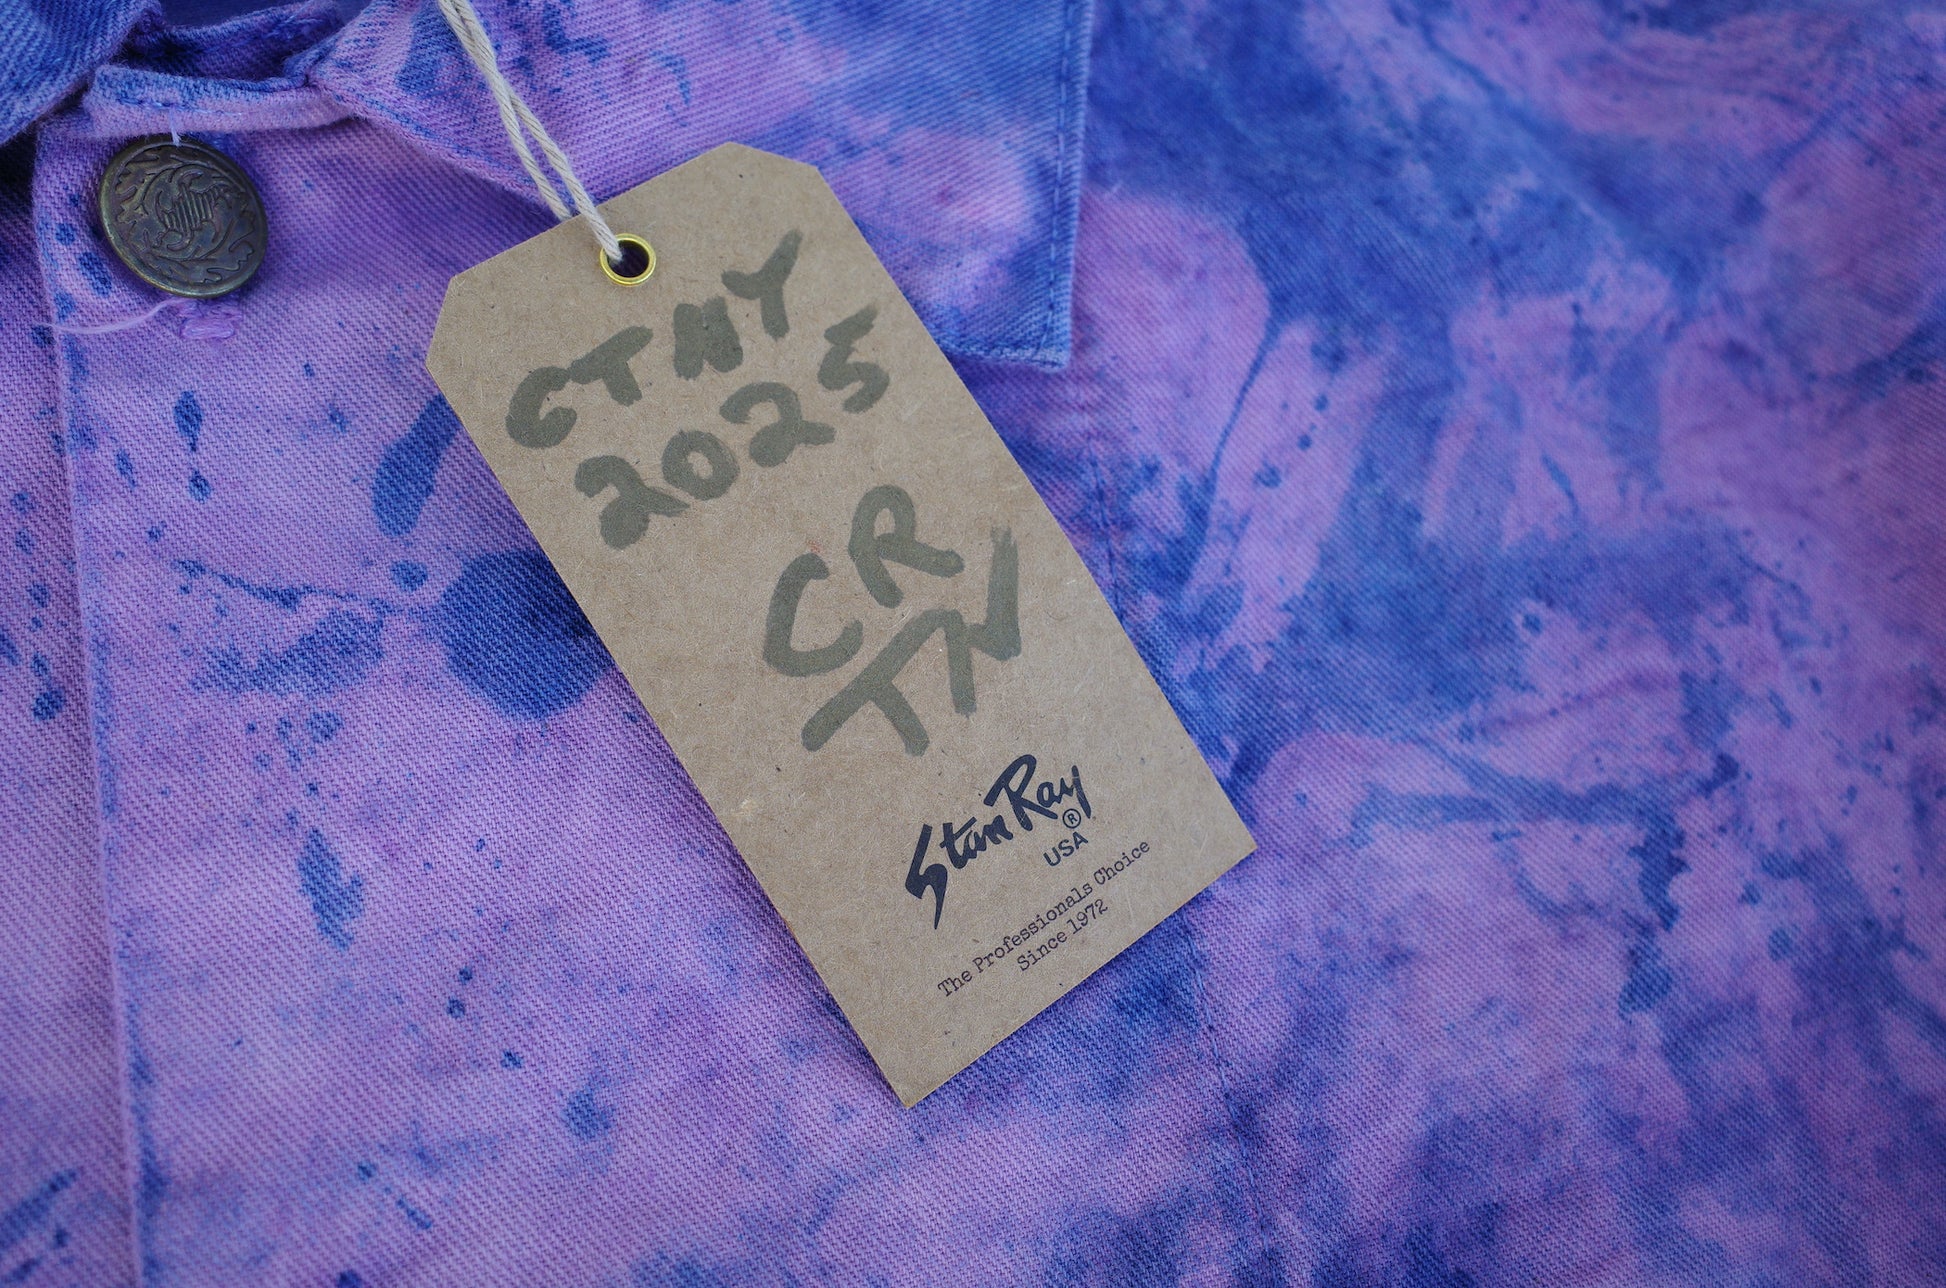 CTNY
2025
CR
TN
Stan Ray®
USA
The Professionals Choice
Since 1972